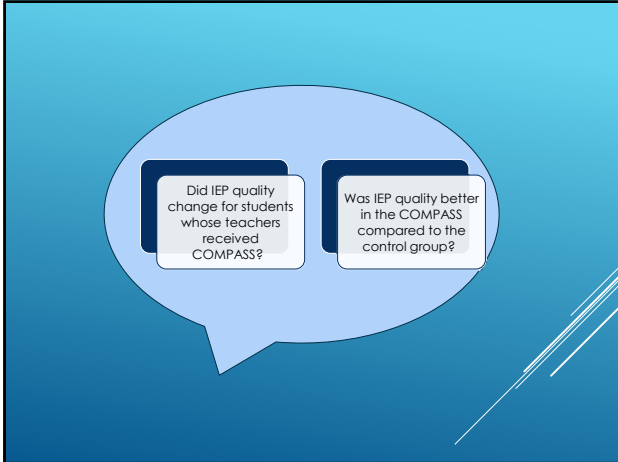 Did IEP quality
change for students
whose teachers
received
COMPASS?
Was IEP quality better
in the COMPASS
compared to the
control group?